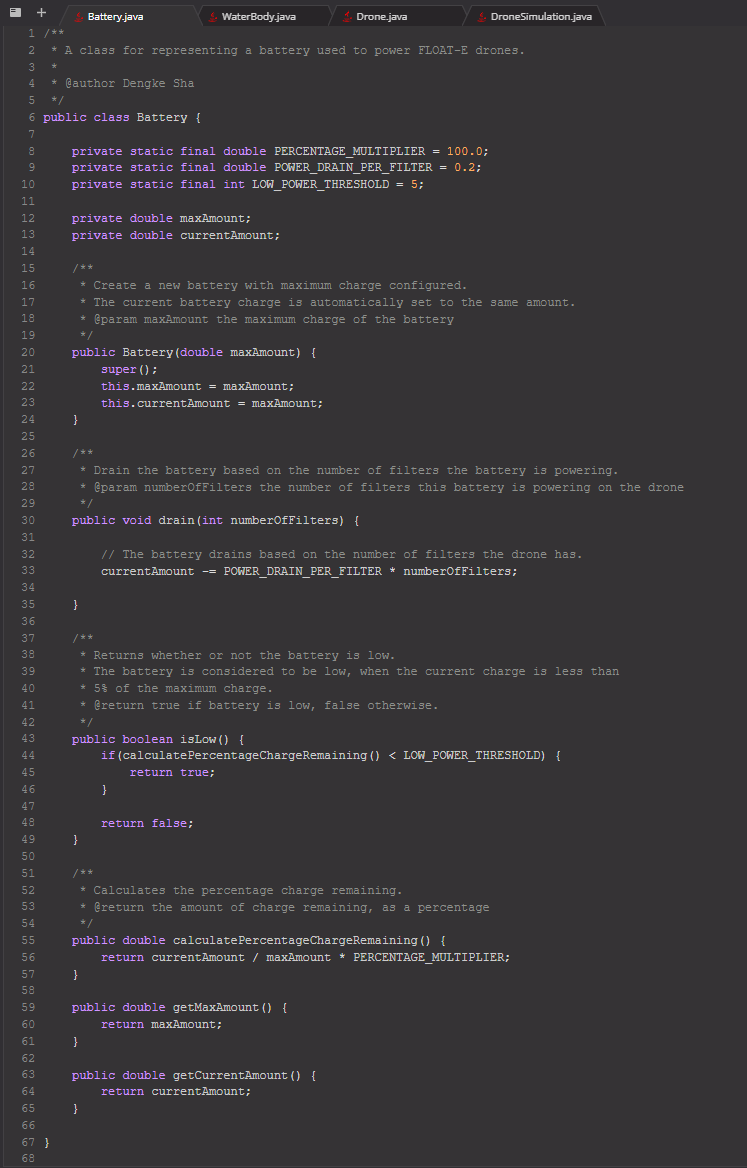 Battery.java WaterBody.java Drone.java DroneSimulation.java
1 /**
2  * A class for representing a battery used to power FLOAT-E drones.
3  *
4  * @author Dengke Sha
5  */
6 public class Battery {
7
8     private static final double PERCENTAGE_MULTIPLIER = 100.0;
9     private static final double POWER_DRAIN_PER_FILTER = 0.2;
10     private static final int LOW_POWER_THRESHOLD = 5;
11
12     private double maxAmount;
13     private double currentAmount;
14
15     /**
16      * Create a new battery with maximum charge configured.
17      * The current battery charge is automatically set to the same amount.
18      * @param maxAmount the maximum charge of the battery
19      */
20     public Battery(double maxAmount) {
21         super();
22         this.maxAmount = maxAmount;
23         this.currentAmount = maxAmount;
24     }
25
26     /**
27      * Drain the battery based on the number of filters the battery is powering.
28      * @param numberOfFilters the number of filters this battery is powering on the drone
29      */
30     public void drain(int numberOfFilters) {
31
32         // The battery drains based on the number of filters the drone has.
33         currentAmount -= POWER_DRAIN_PER_FILTER * numberOfFilters;
34
35     }
36
37     /**
38      * Returns whether or not the battery is low.
39      * The battery is considered to be low, when the current charge is less than
40      * 5% of the maximum charge.
41      * @return true if battery is low, false otherwise.
42      */
43     public boolean isLow() {
44         if(calculatePercentageChargeRemaining() < LOW_POWER_THRESHOLD) {
45             return true;
46         }
47
48         return false;
49     }
50
51     /**
52      * Calculates the percentage charge remaining.
53      * @return the amount of charge remaining, as a percentage
54      */
55     public double calculatePercentageChargeRemaining() {
56         return currentAmount / maxAmount * PERCENTAGE_MULTIPLIER;
57     }
58
59     public double getMaxAmount() {
60         return maxAmount;
61     }
62
63     public double getCurrentAmount() {
64         return currentAmount;
65     }
66
67 }
68